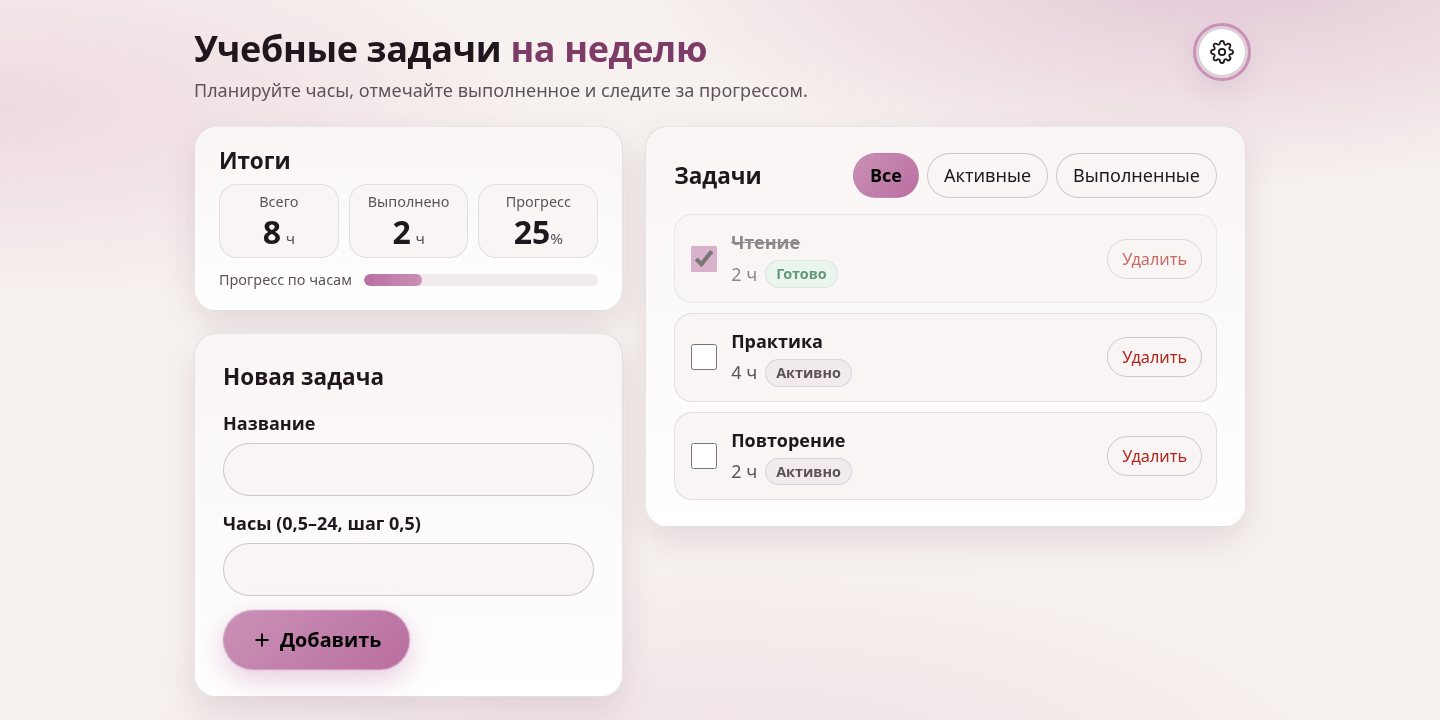 Учебные задачи на неделю
Планируйте часы, отмечайте выполненное и следите за прогрессом.
Итоги
Всего
8 ч
Выполнено
2 ч
Прогресс
25%
Прогресс по часам
Новая задача
Название
Часы (0,5–24, шаг 0,5)
+ Добавить
Задачи
Все
Активные
Выполненные
Чтение
2 ч Готово
Удалить
Практика
4 ч Активно
Удалить
Повторение
2 ч Активно
Удалить